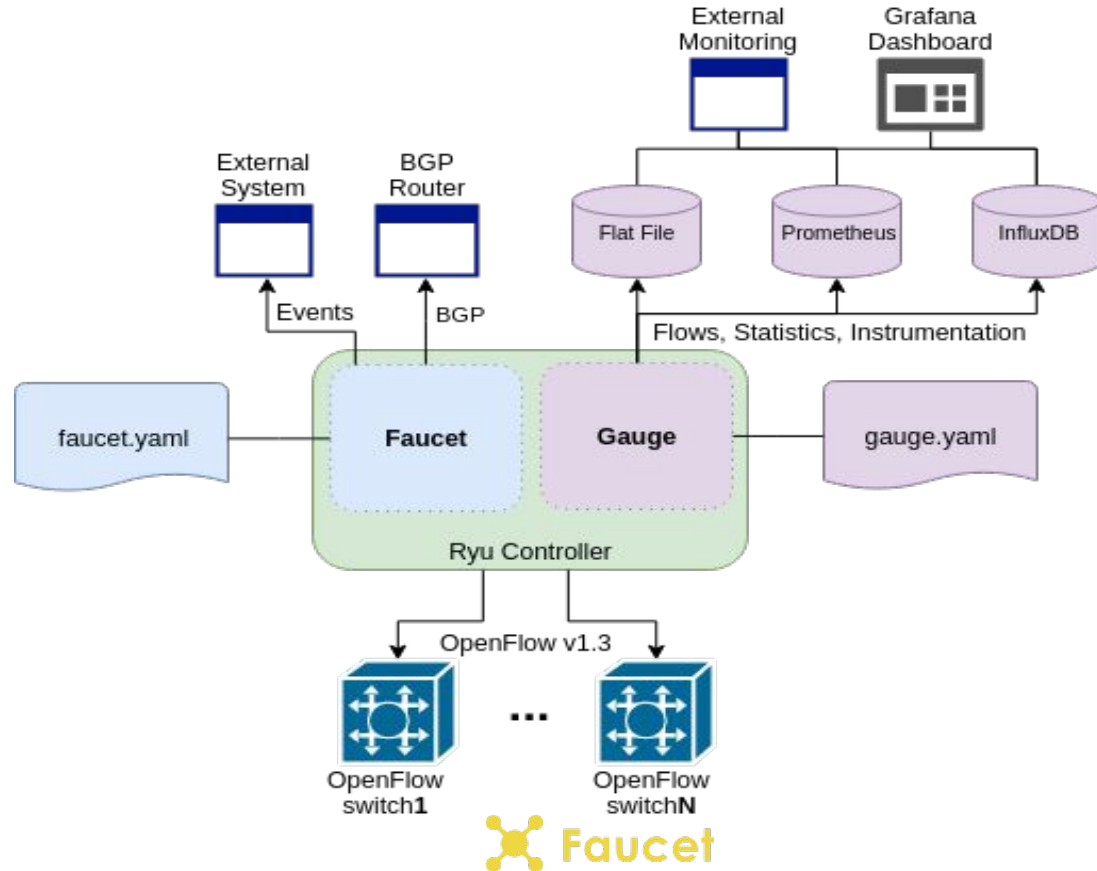 External
Monitoring
Grafana
Dashboard
External
System
BGP
Router
Flat File
Prometheus
InfluxDB
Events
BGP
Flows, Statistics, Instrumentation
faucet.yaml
Faucet
Gauge
gauge.yaml
Ryu Controller
OpenFlow v1.3
...
OpenFlow
switch1
OpenFlow
switchN
Faucet